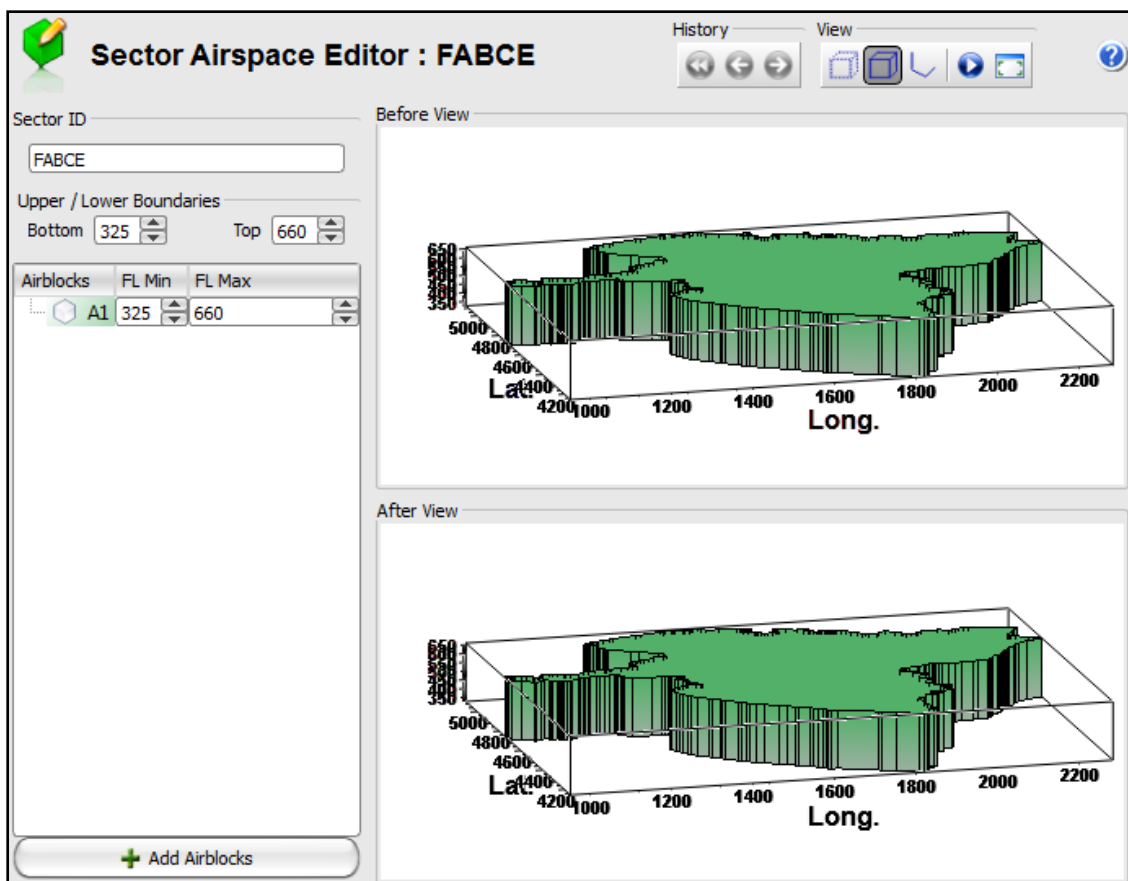 Sector Airspace Editor : FABCE
History
View
Sector ID
FABCE
Upper / Lower Boundaries
Bottom 325 Top 660
Airblocks FL Min FL Max
A1 325 660
Add Airblocks
Before View
650
350
5000
4800
4600
4400
4200
Lat.
1000 1200 1400 1600 1800 2000 2200
Long.
After View
650
350
5000
4800
4600
4400
4200
Lat.
1000 1200 1400 1600 1800 2000 2200
Long.